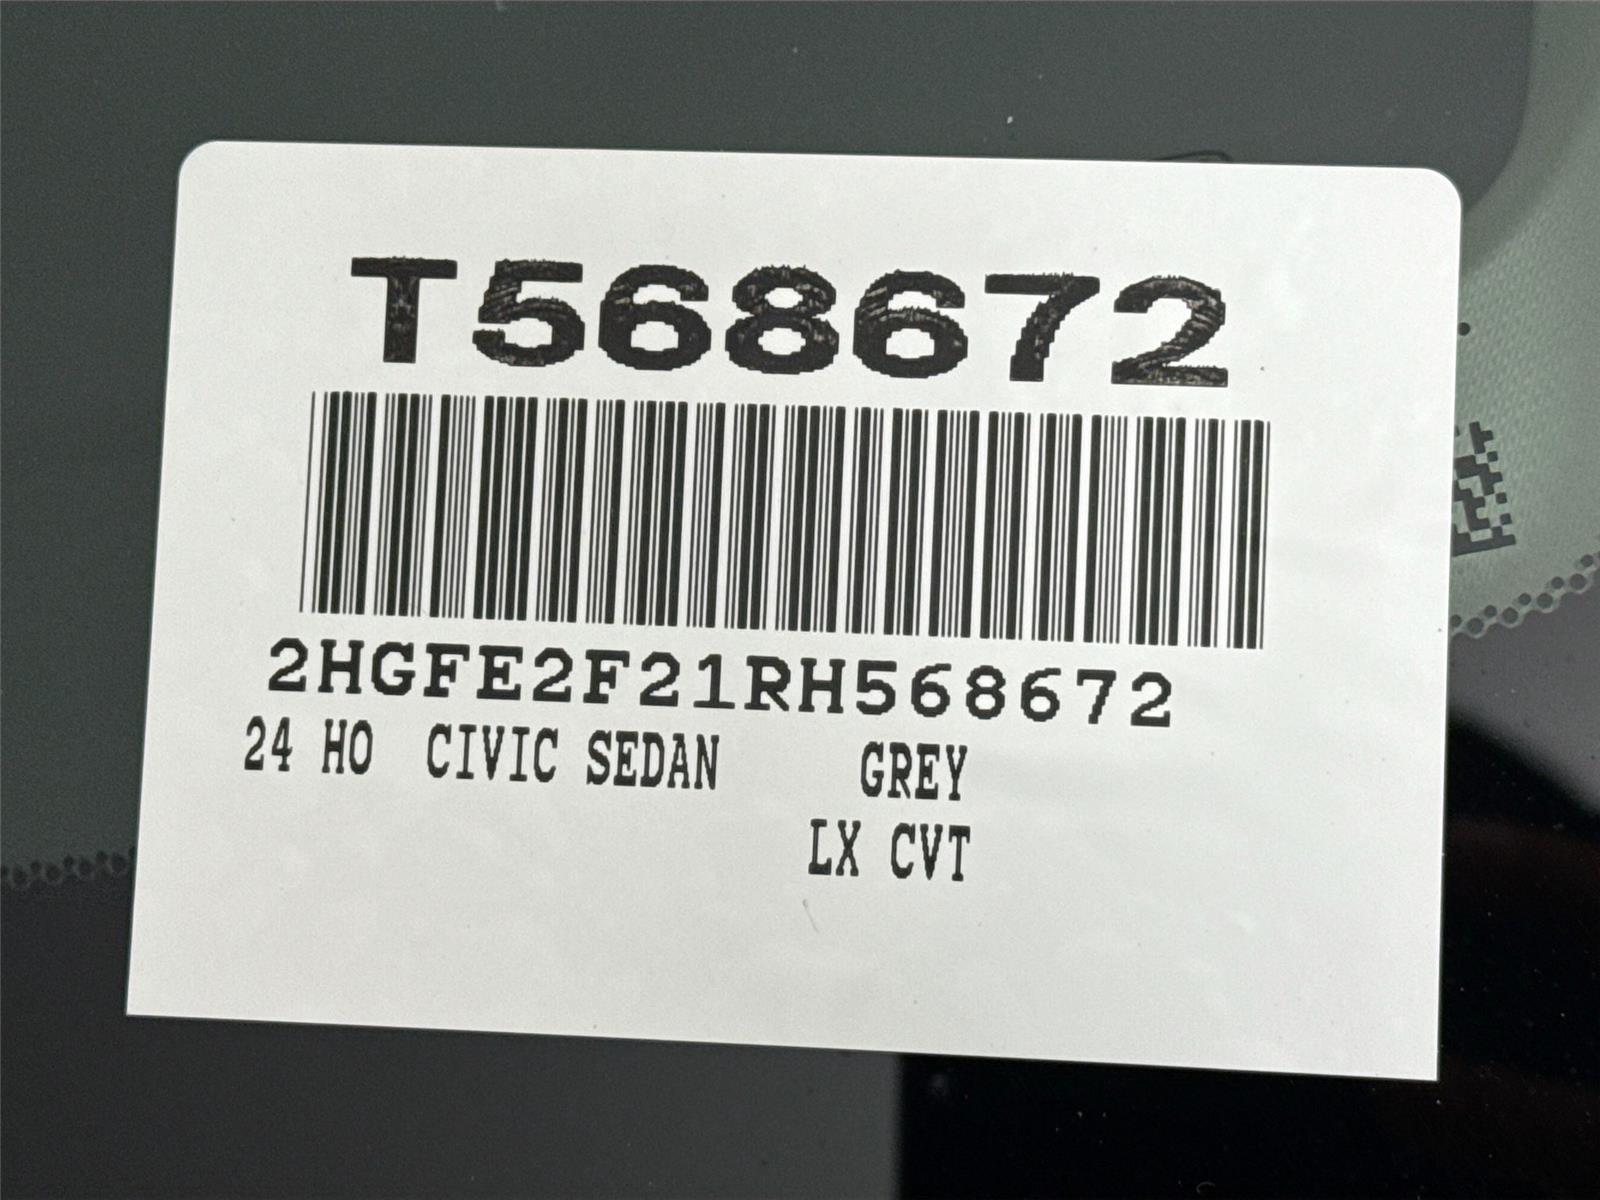 T568672
2HGFE2F21RH568672
24 HO CIVIC SEDAN GREY
LX CVT